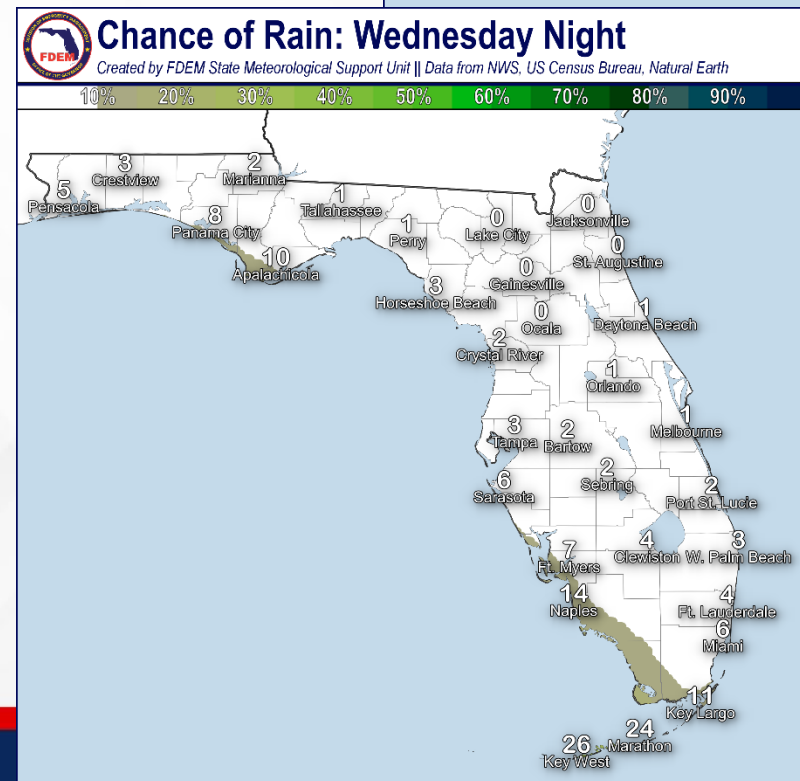 Chance of Rain: Wednesday Night
FDEM
Created by FDEM State Meteorological Support Unit || Data from NWS, US Census Bureau, Natural Earth
10% 20% 30% 40% 50% 60% 70% 80% 90%
5
Pensacola
3
Crestview
2
Marianna
8
Panama City
10
Apalachicola
1
Tallahassee
1
Perry
0
Lake City
0
Jacksonville
0
St. Augustine
0
Gainesville
3
Horseshoe Beach
0
Ocala
1
Daytona Beach
2
Crystal River
1
Orlando
1
Melbourne
3
Tampa
2
Bartow
6
Sarasota
2
Sebring
2
Port St. Lucie
7
Ft. Myers
4
Clewiston
3
W. Palm Beach
14
Naples
4
Ft. Lauderdale
6
Miami
11
Key Largo
24
Marathon
26
Key West